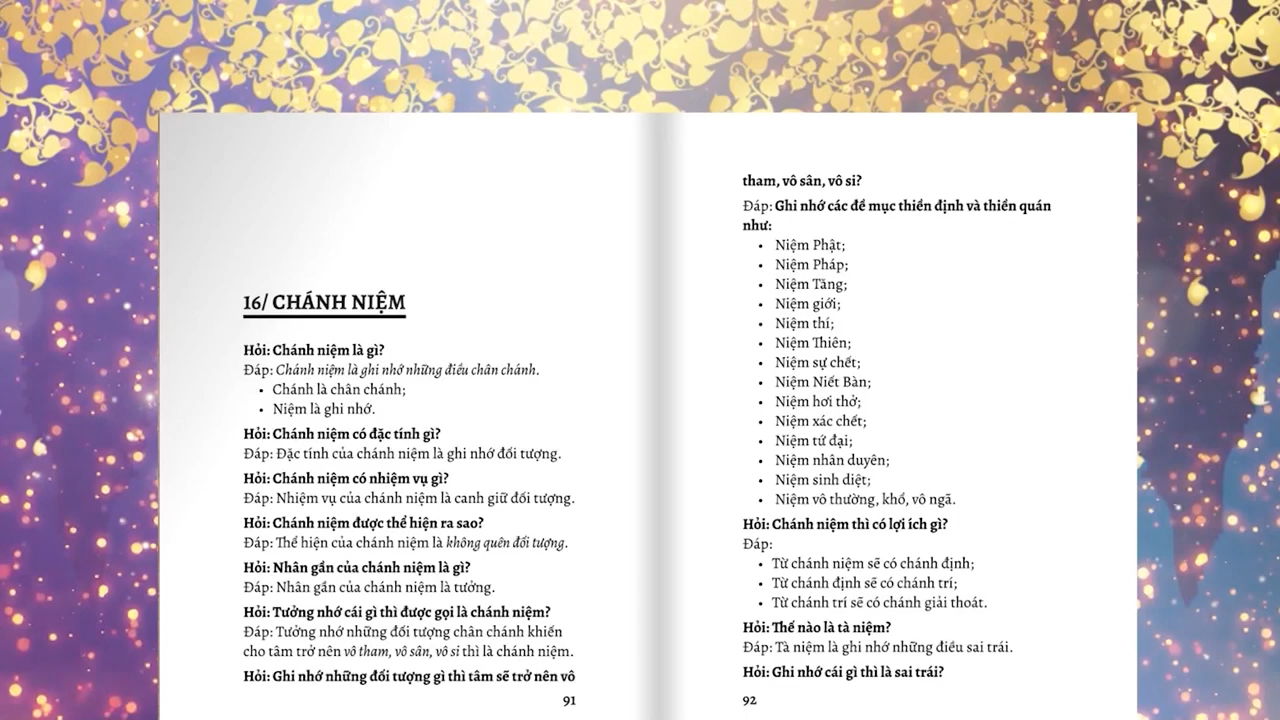 16/ CHÁNH NIỆM
Hỏi: Chánh niệm là gì?
Đáp: Chánh niệm là ghi nhớ những điều chân chánh.
• Chánh là chân chánh;
• Niệm là ghi nhớ.
Hỏi: Chánh niệm có đặc tính gì?
Đáp: Đặc tính của chánh niệm là ghi nhớ đối tượng.
Hỏi: Chánh niệm có nhiệm vụ gì?
Đáp: Nhiệm vụ của chánh niệm là canh giữ đối tượng.
Hỏi: Chánh niệm được thể hiện ra sao?
Đáp: Thể hiện của chánh niệm là không quên đối tượng.
Hỏi: Nhân gần của chánh niệm là gì?
Đáp: Nhân gần của chánh niệm là tưởng.
Hỏi: Tưởng nhớ cái gì thì được gọi là chánh niệm?
Đáp: Tưởng nhớ những đối tượng chân chánh khiến
cho tâm trở nên vô tham, vô sân, vô si thì là chánh niệm.
Hỏi: Ghi nhớ những đối tượng gì thì tâm sẽ trở nên vô
91
tham, vô sân, vô si?
Đáp: Ghi nhớ các đề mục thiền định và thiền quán
như:
• Niệm Phật;
• Niệm Pháp;
• Niệm Tăng;
• Niệm giới;
• Niệm thí;
• Niệm Thiên;
• Niệm sự chết;
• Niệm Niết Bàn;
• Niệm hơi thở;
• Niệm xác chết;
• Niệm tứ đại;
• Niệm nhân duyên;
• Niệm sinh diệt;
• Niệm vô thường, khổ, vô ngã.
Hỏi: Chánh niệm thì có lợi ích gì?
Đáp:
• Từ chánh niệm sẽ có chánh định;
• Từ chánh định sẽ có chánh trí;
• Từ chánh trí sẽ có chánh giải thoát.
Hỏi: Thế nào là tà niệm?
Đáp: Tà niệm là ghi nhớ những điều sai trái.
Hỏi: Ghi nhớ cái gì thì là sai trái?
92